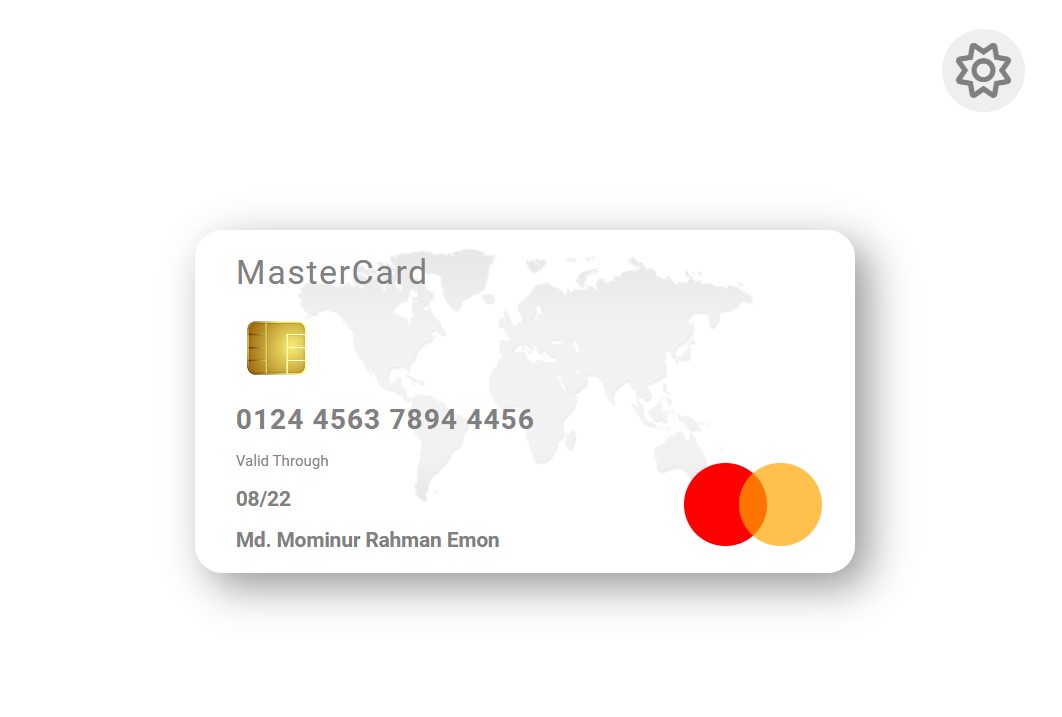 MasterCard
0124 4563 7894 4456
Valid Through
08/22
Md. Mominur Rahman Emon